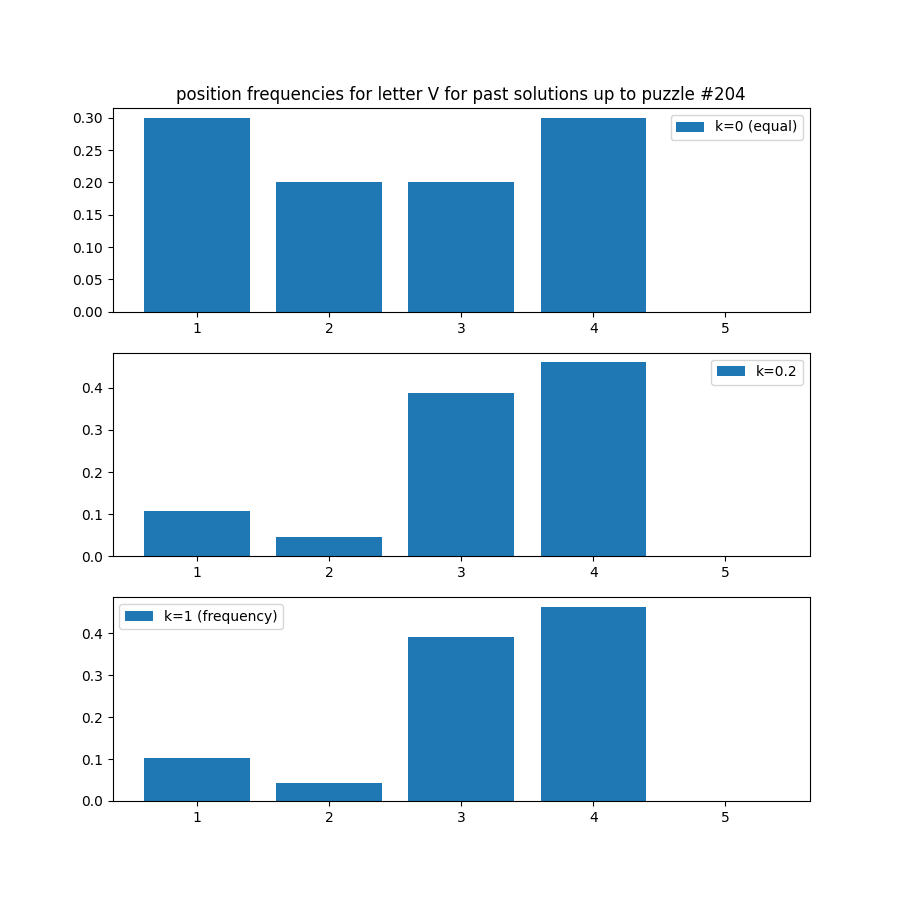 position frequencies for letter V for past solutions up to puzzle #204
0.30
0.25
0.20
0.15
0.10
0.05
0.00
k=0 (equal)
1 2 3 4 5
0.4
0.3
0.2
0.1
0.0
k=0.2
1 2 3 4 5
0.4
0.3
0.2
0.1
0.0
k=1 (frequency)
1 2 3 4 5